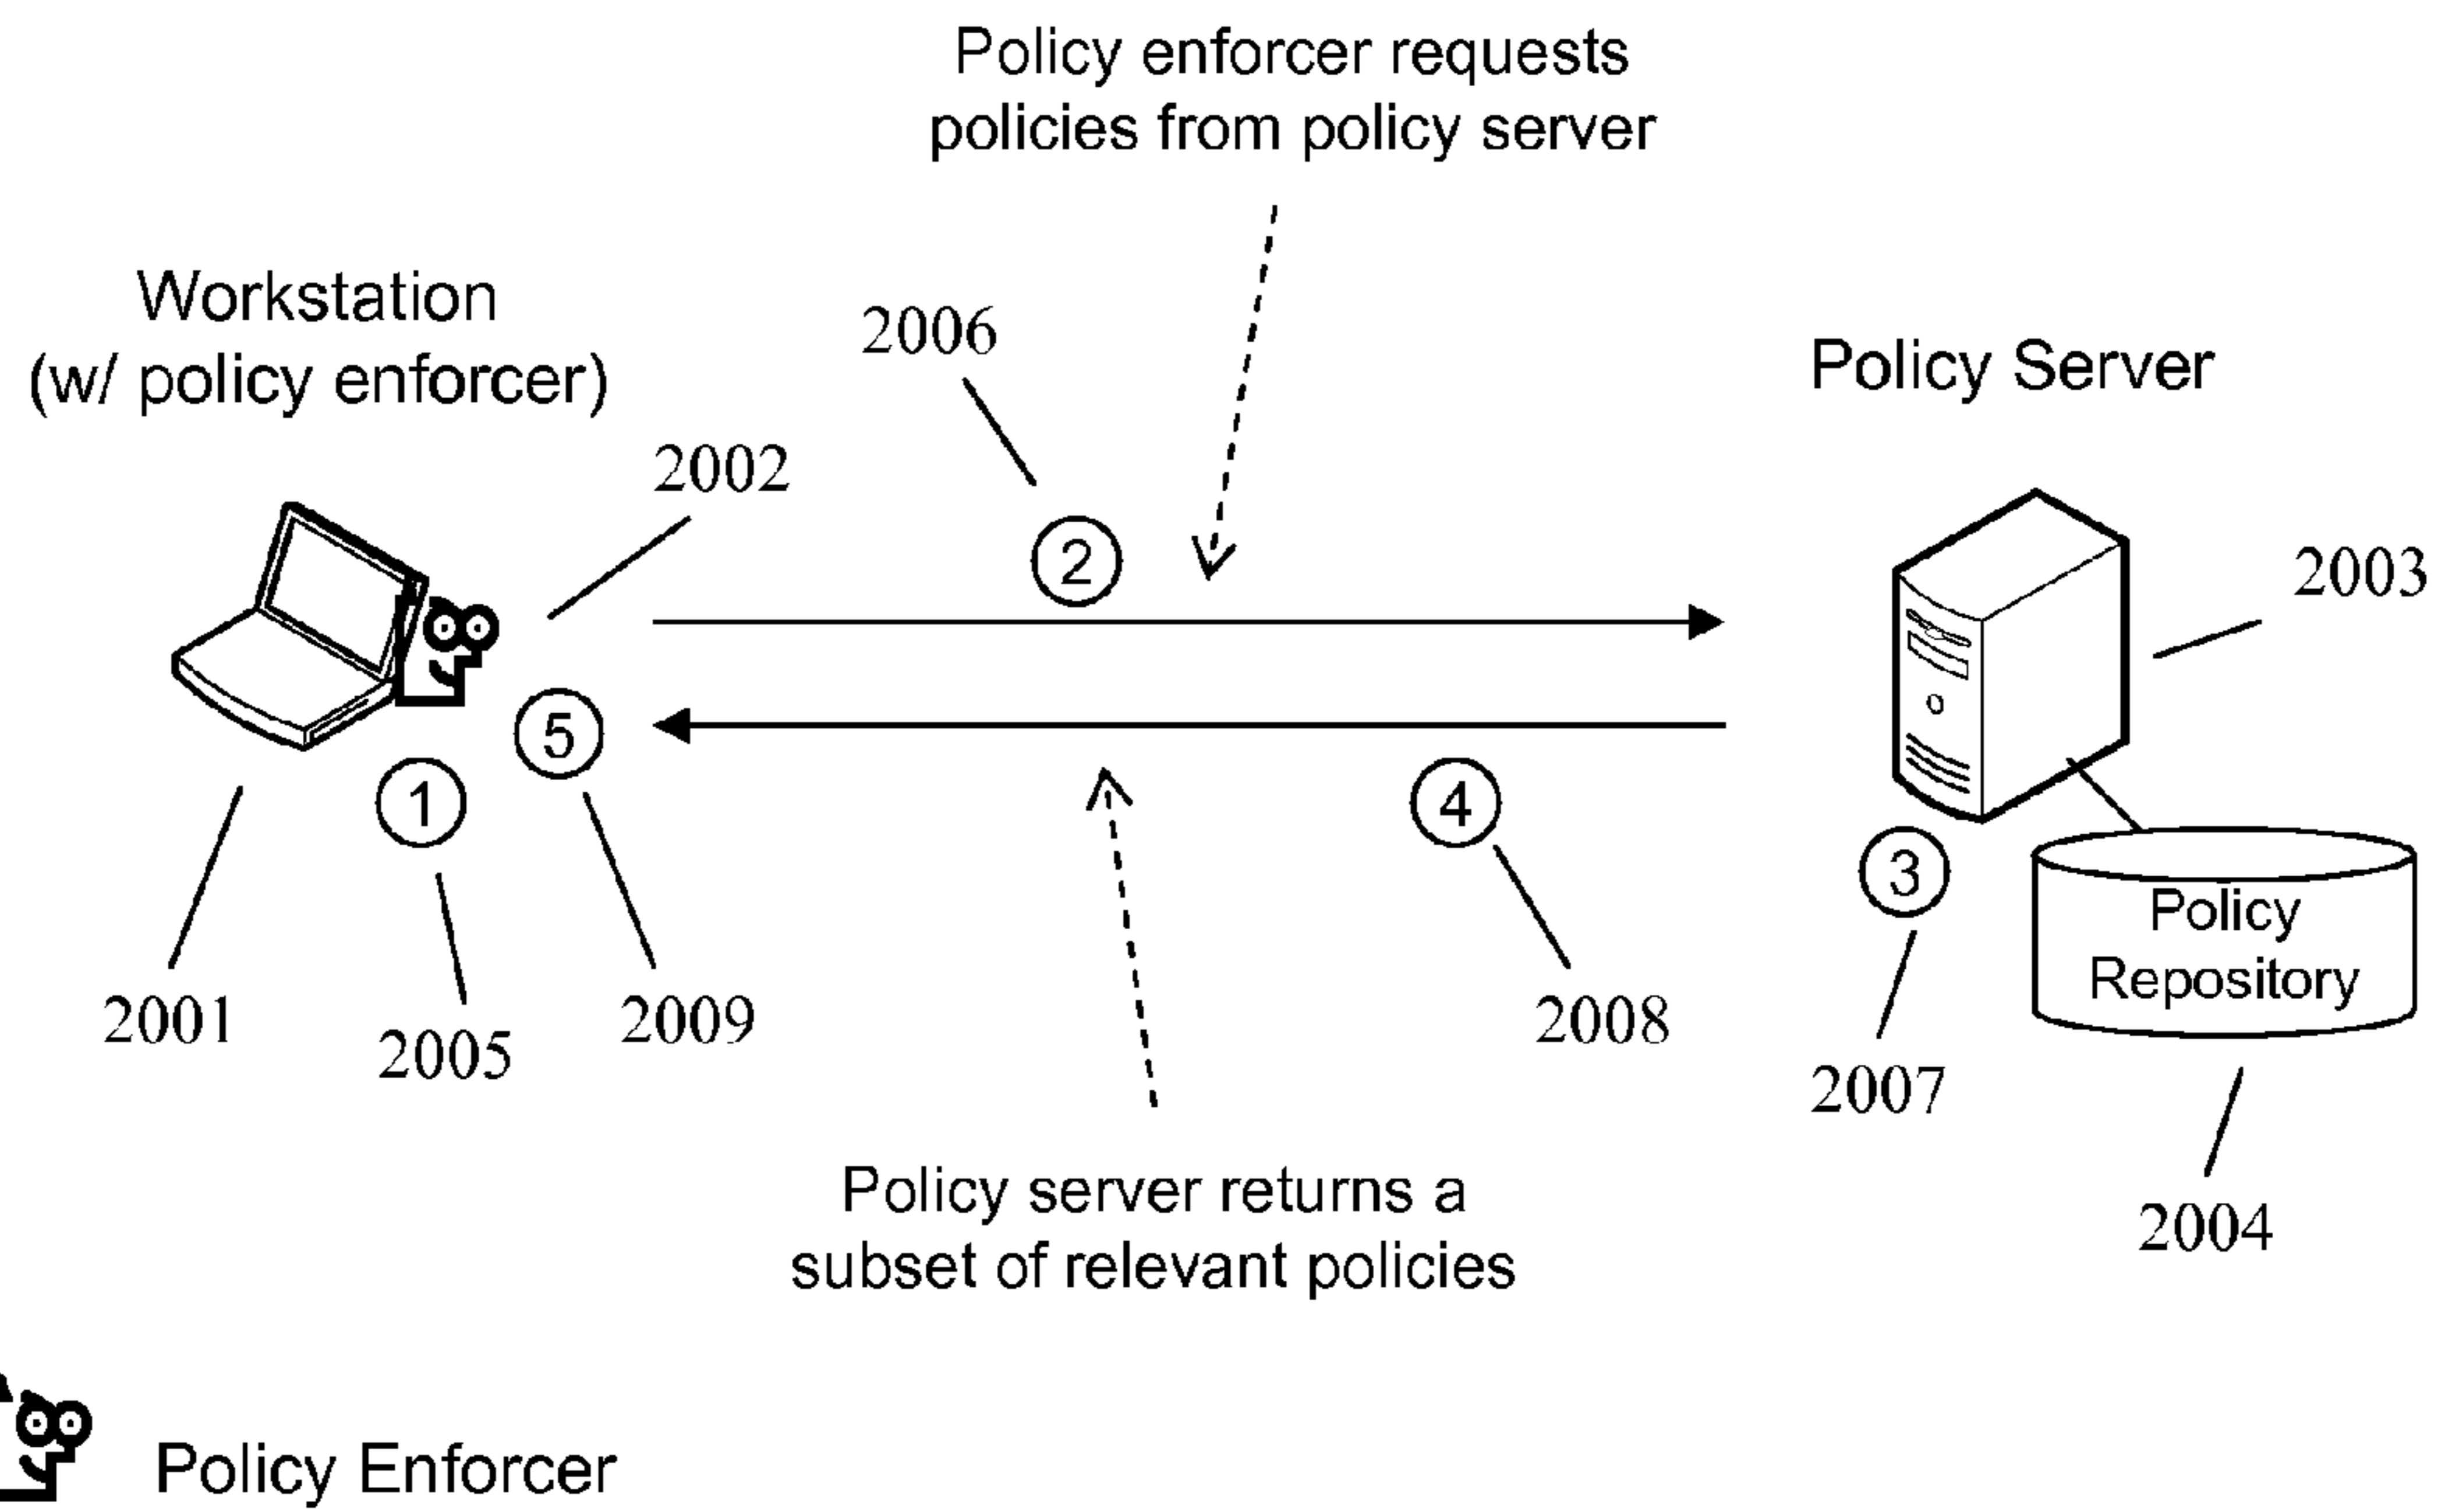 Policy enforcer requests
policies from policy server
Workstation
(w/ policy enforcer)
2006
Policy Server
2002
2
2003
5
1
4
3
Policy
Repository
2001
2005
2009
2008
2007
Policy server returns a
subset of relevant policies
2004
Policy Enforcer